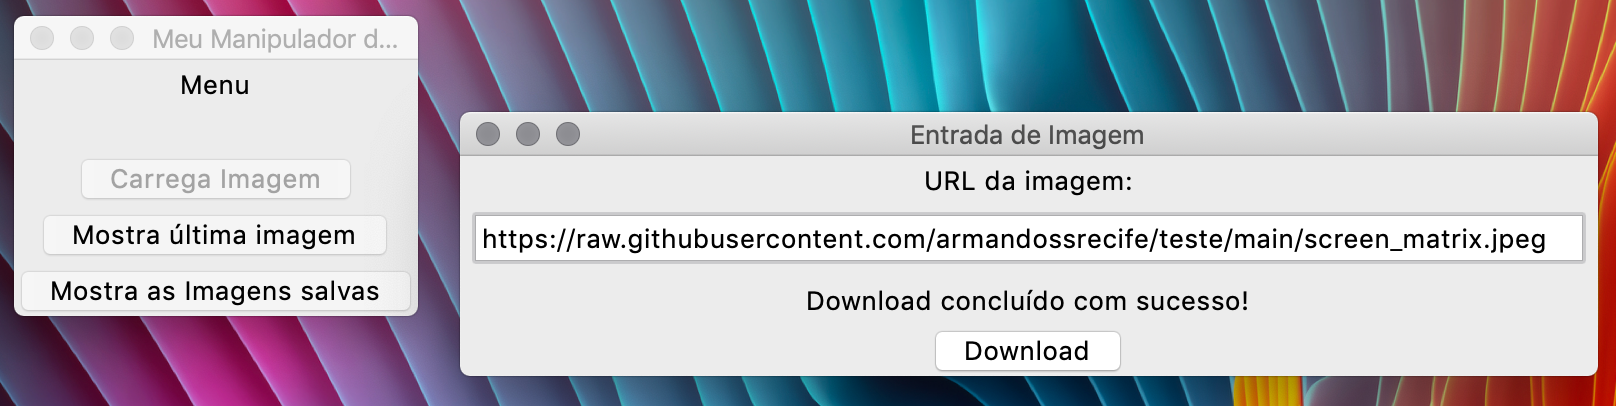 Meu Manipulador d...
Menu
Carrega Imagem
Mostra última imagem
Mostra as Imagens salvas
Entrada de Imagem
URL da imagem:
https://raw.githubusercontent.com/armandossrecife/teste/main/screen_matrix.jpeg
Download concluído com sucesso!
Download